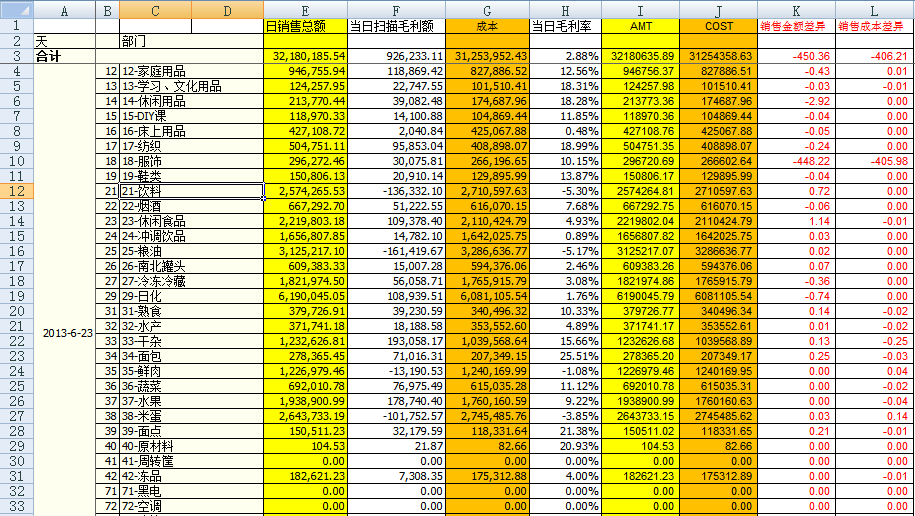 A B C D E F G H I J K L
1 日销售总额 当日扫描毛利额 成本 当日毛利率 AMT COST 销售金额差异 销售成本差异
2 天 部门
3 合计 32,180,185.54 926,233.11 31,253,952.43 2.88% 32180635.89 31254358.63 -450.36 -406.21
4 12 12-家庭用品 946,755.94 118,869.42 827,886.52 12.56% 946756.37 827886.51 -0.43 0.01
5 13 13-学习、文化用品 124,257.95 22,747.55 101,510.41 18.31% 124257.98 101510.41 -0.03 -0.01
6 14 14-休闲用品 213,770.44 39,082.48 174,687.96 18.28% 213773.36 174687.96 -2.92 0.00
7 15 15-DIY课 118,970.33 14,100.88 104,869.44 11.85% 118970.36 104869.44 -0.04 0.00
8 16 16-床上用品 427,108.72 2,040.84 425,067.88 0.48% 427108.76 425067.88 -0.05 0.00
9 17 17-纺织 504,751.11 95,853.04 408,898.07 18.99% 504751.35 408898.07 -0.24 0.00
10 18 18-服饰 296,272.46 30,075.81 266,196.65 10.15% 296720.69 266602.64 -448.22 -405.98
11 19 19-鞋类 150,806.13 20,910.14 129,895.99 13.87% 150806.17 129895.99 -0.04 0.00
12 21 21-饮料 2,574,265.53 -136,332.10 2,710,597.63 -5.30% 2574264.81 2710597.63 0.72 0.00
13 22 22-烟酒 667,292.70 51,222.55 616,070.15 7.68% 667292.75 616070.15 -0.06 0.00
14 23 23-休闲食品 2,219,803.18 109,378.40 2,110,424.79 4.93% 2219802.04 2110424.79 1.14 -0.01
15 24 24-冲调饮品 1,656,807.85 14,782.10 1,642,025.75 0.89% 1656807.82 1642025.75 0.03 0.00
16 25 25-粮油 3,125,217.10 -161,419.67 3,286,636.77 -5.17% 3125217.07 3286636.77 0.02 0.00
17 26 26-南北罐头 609,383.33 15,007.28 594,376.06 2.46% 609383.26 594376.06 0.07 0.00
18 27 27-冷冻冷藏 1,821,974.50 56,058.71 1,765,915.79 3.08% 1821974.86 1765915.79 -0.36 0.00
19 29 29-日化 6,190,045.05 108,939.51 6,081,105.54 1.76% 6190045.79 6081105.54 -0.74 0.00
20 31 31-熟食 379,726.91 39,230.59 340,496.32 10.33% 379726.77 340496.34 0.14 -0.02
21 2013-6-23 32 32-水产 371,741.18 18,188.58 353,552.60 4.89% 371741.17 353552.61 0.01 -0.02
22 33 33-干杂 1,232,626.81 193,058.17 1,039,568.64 15.66% 1232626.68 1039568.89 0.13 -0.25
23 34 34-面包 278,365.45 71,016.31 207,349.15 25.51% 278365.20 207349.17 0.25 -0.03
24 35 35-鲜肉 1,226,979.46 -13,190.53 1,240,169.99 -1.08% 1226979.46 1240169.95 0.00 0.04
25 36 36-蔬菜 692,010.78 76,975.49 615,035.28 11.12% 692010.78 615035.31 0.00 -0.02
26 37 37-水果 1,938,900.99 178,740.40 1,760,160.59 9.22% 1938900.99 1760160.63 0.00 -0.04
27 38 38-米蛋 2,643,733.19 -101,752.57 2,745,485.76 -3.85% 2643733.15 2745485.62 0.03 0.14
28 39 39-面点 150,511.23 32,179.59 118,331.64 21.38% 150511.02 118331.65 0.21 -0.01
29 40 40-原材料 104.53 21.87 82.66 20.93% 104.53 82.66 0.00 0.00
30 41 41-周转筐 0.00 0.00 0.00 0.00% 0.00 0.00 0.00 0.00
31 42 42-冻品 182,621.23 7,308.35 175,312.88 4.00% 182621.23 175312.89 0.00 -0.01
32 71 71-黑电 0.00 0.00 0.00 0.00% 0.00 0.00 0.00 0.00
33 72 72-空调 0.00 0.00 0.00 0.00% 0.00 0.00 0.00 0.00